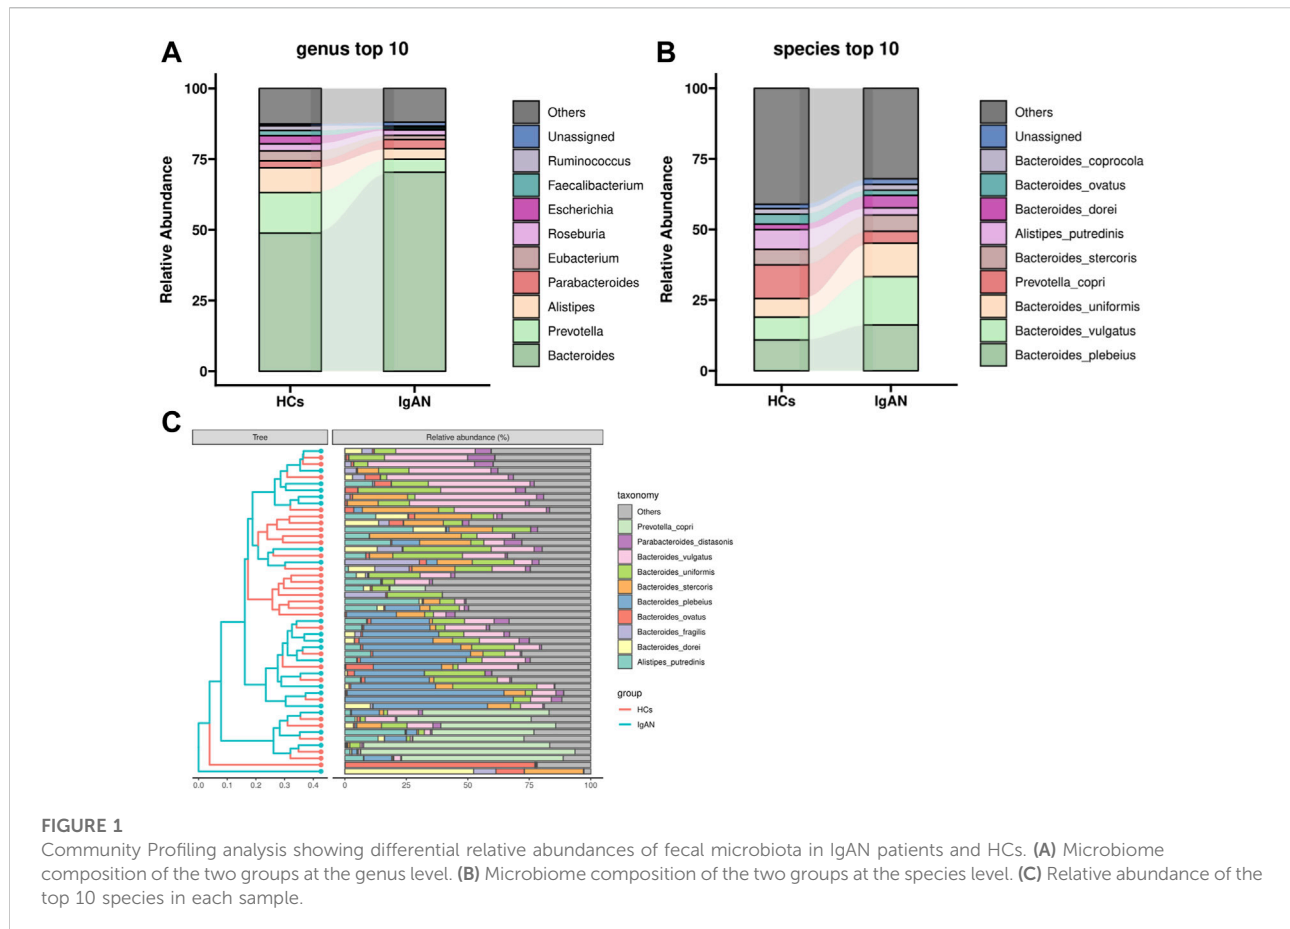 A
genus top 10
Relative Abundance
100
75
50
25
0
HCs
IgAN
Others
Unassigned
Ruminococcus
Faecalibacterium
Escherichia
Roseburia
Eubacterium
Parabacteroides
Alistipes
Prevotella
Bacteroides
B
species top 10
Relative Abundance
100
75
50
25
0
HCs
IgAN
Others
Unassigned
Bacteroides_coprocola
Bacteroides_ovatus
Bacteroides_dorei
Alistipes_putredinis
Bacteroides_stercoris
Prevotella_copri
Bacteroides_uniformis
Bacteroides_vulgatus
Bacteroides_plebeius
C
Tree
Relative abundance (%)
0.0 0.1 0.2 0.3 0.4
0 25 50 75 100
taxonomy
Others
Prevotella_copri
Parabacteroides_distasonis
Bacteroides_vulgatus
Bacteroides_uniformis
Bacteroides_stercoris
Bacteroides_plebeius
Bacteroides_ovatus
Bacteroides_fragilis
Bacteroides_dorei
Alistipes_putredinis
group
HCs
IgAN
FIGURE 1
Community Profiling analysis showing differential relative abundances of fecal microbiota in IgAN patients and HCs. (A) Microbiome
composition of the two groups at the genus level. (B) Microbiome composition of the two groups at the species level. (C) Relative abundance of the
top 10 species in each sample.